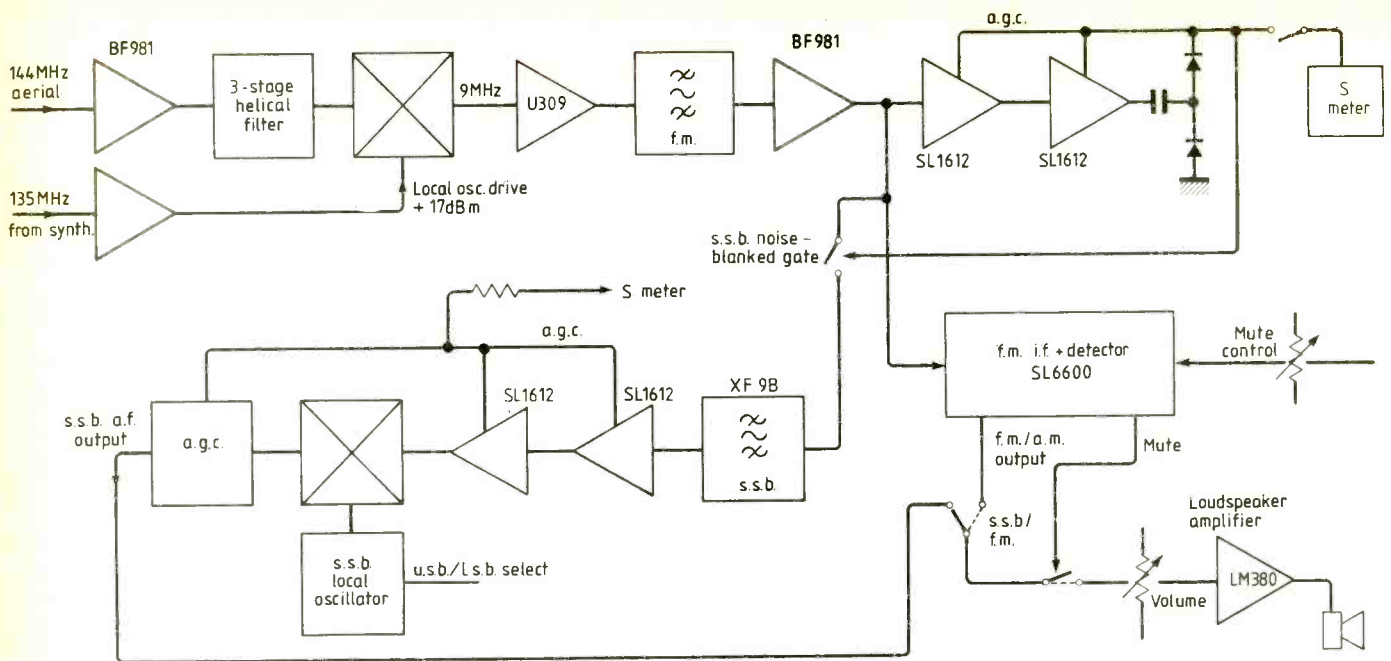 BF981
144MHz
aerial
3-stage
helical
filter
9MHz
U309
f.m.
BF981
a.g.c.
SL1612
SL1612
S
meter
135MHz
from synth.
Local osc. drive
+ 17dBm
s.s.b. noise –
blanked gate
S meter
a.g.c.
SL1612
SL1612
XF 9B
s.s.b.
s.s.b. a.f.
output
a.g.c.
s.s.b.
local
oscillator
u.s.b./l.s.b. select
f.m. i.f. + detector
SL6600
Mute
control
f.m./a.m.
output
Mute
s.s.b/
f.m.
Volume
Loudspeaker
amplifier
LM380